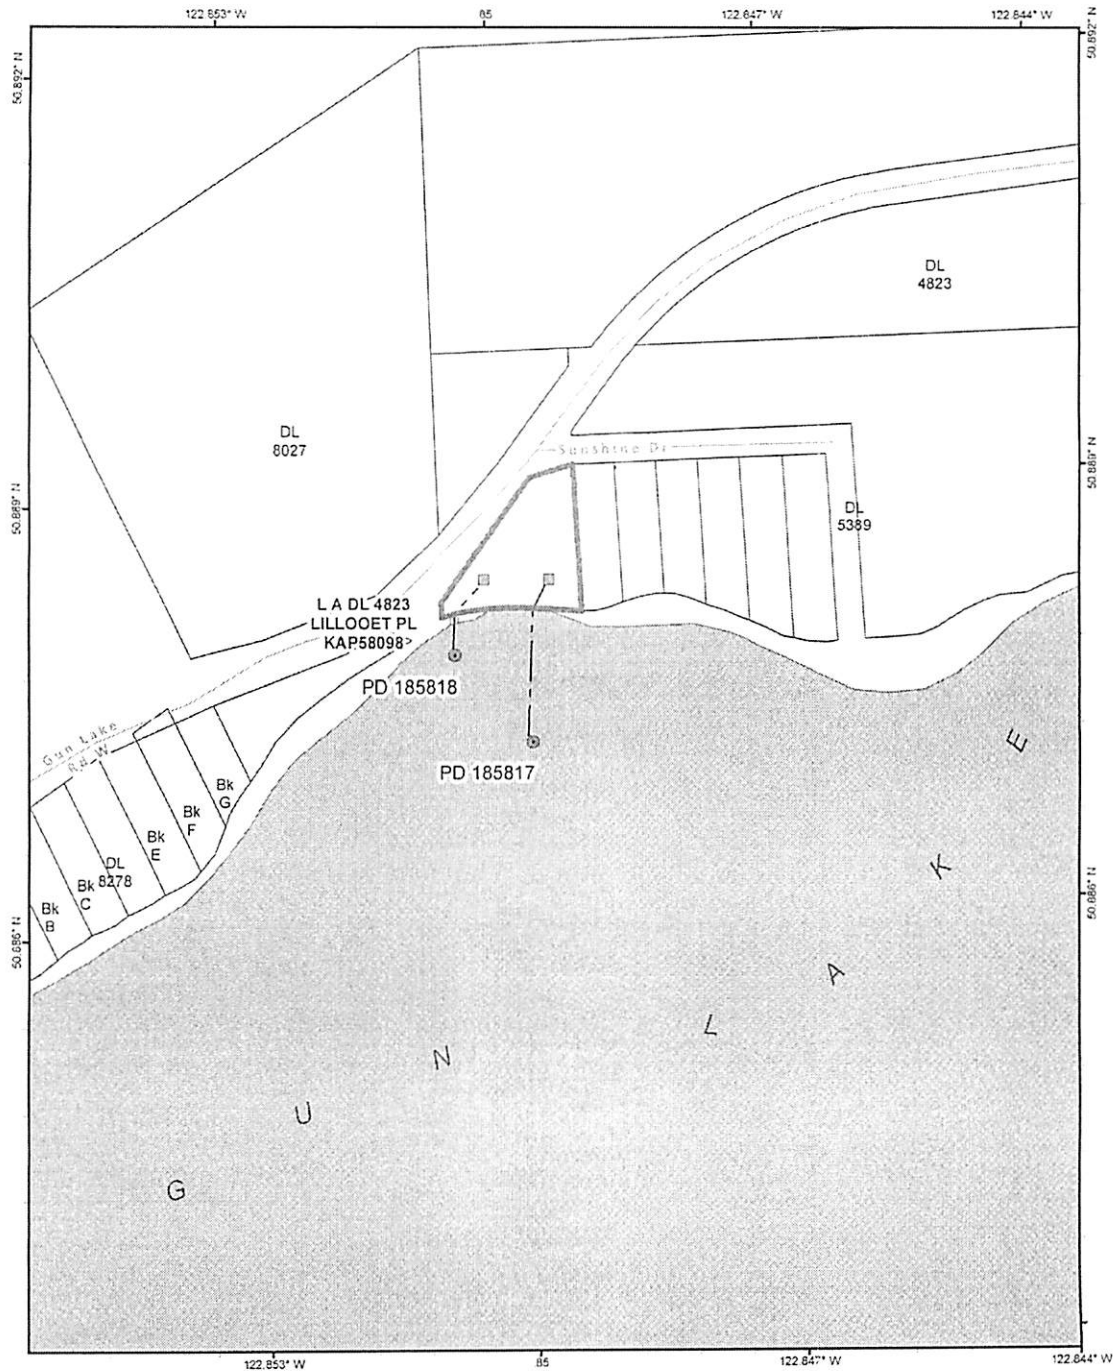 122.853° W
85
122.847° W
122.844° W
50.892° N
50.892° N
DL
4823
DL
8027
Sunshine Dr
50.889° N
50.889° N
DL
5389
L A DL 4823
LILLOOET PL
KAP58098>
PD 185818
Gun Lake
Rd W
PD 185817
Bk
G
Bk
F
Bk
E
DL
8278
Bk
C
Bk
B
50.886° N
50.886° N
G U N L A K E
122.853° W
85
122.847° W
122.844° W